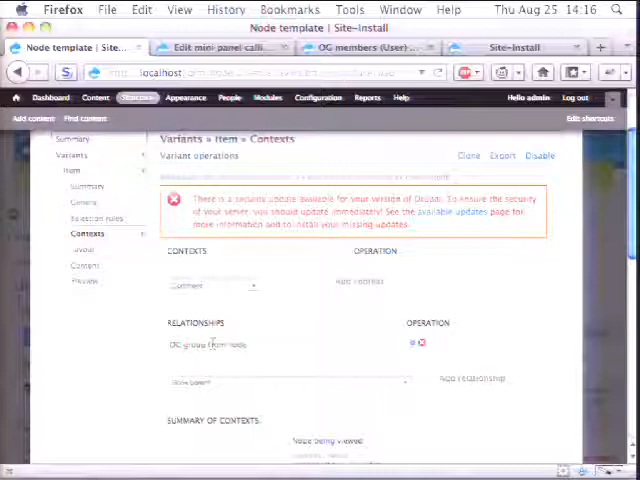 Firefox File Edit View History Bookmarks Tools Window Help Thu Aug 25 14:16
Node template | Site-Install
Node template | Site-... Edit mini panel calli... OG members (User) ... Site-Install
localhost
Dashboard Content Structure Appearance People Modules Configuration Reports Help Hello admin Log out
Add content Find content Edit shortcuts
Summary
Variants » Item » Contexts
Variants
Variant operations
Clone Export Disable
Item
Summary
General
Selection rules
Contexts
Layout
Content
Preview
There is a security update available for your version of Drupal. To ensure the security
of your server, you should update immediately! See the available updates page for
more information and to install your missing updates.
CONTEXTS OPERATION
Comment Add context
RELATIONSHIPS OPERATION
OG group from node
Book parent Add relationship
SUMMARY OF CONTEXTS
Node being viewed